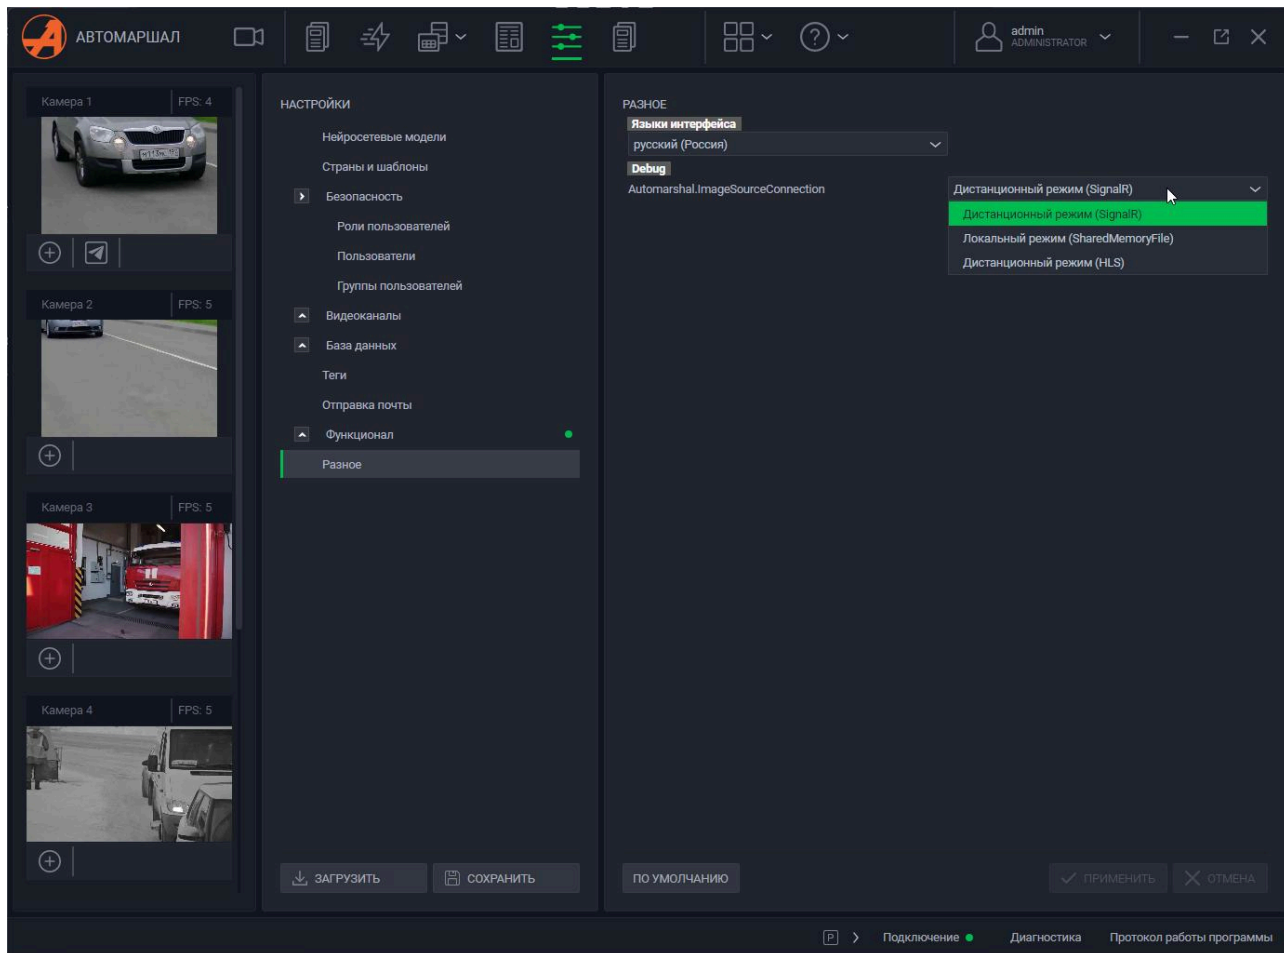 АВТОМАРШАЛ
admin
ADMINISTRATOR
Камера 1 FPS: 4
Камера 2 FPS: 5
Камера 3 FPS: 5
Камера 4 FPS: 5
НАСТРОЙКИ
Нейросетевые модели
Страны и шаблоны
Безопасность
Роли пользователей
Пользователи
Группы пользователей
Видеоканалы
База данных
Теги
Отправка почты
Функционал
Разное
ЗАГРУЗИТЬ СОХРАНИТЬ
РАЗНОЕ
Языки интерфейса
русский (Россия)
Debug
Automarshal.ImageSourceConnection Дистанционный режим (SignalR)
Дистанционный режим (SignalR)
Локальный режим (SharedMemoryFile)
Дистанционный режим (HLS)
ПО УМОЛЧАНИЮ ПРИМЕНИТЬ ОТМЕНА
P Подключение Диагностика Протокол работы программы